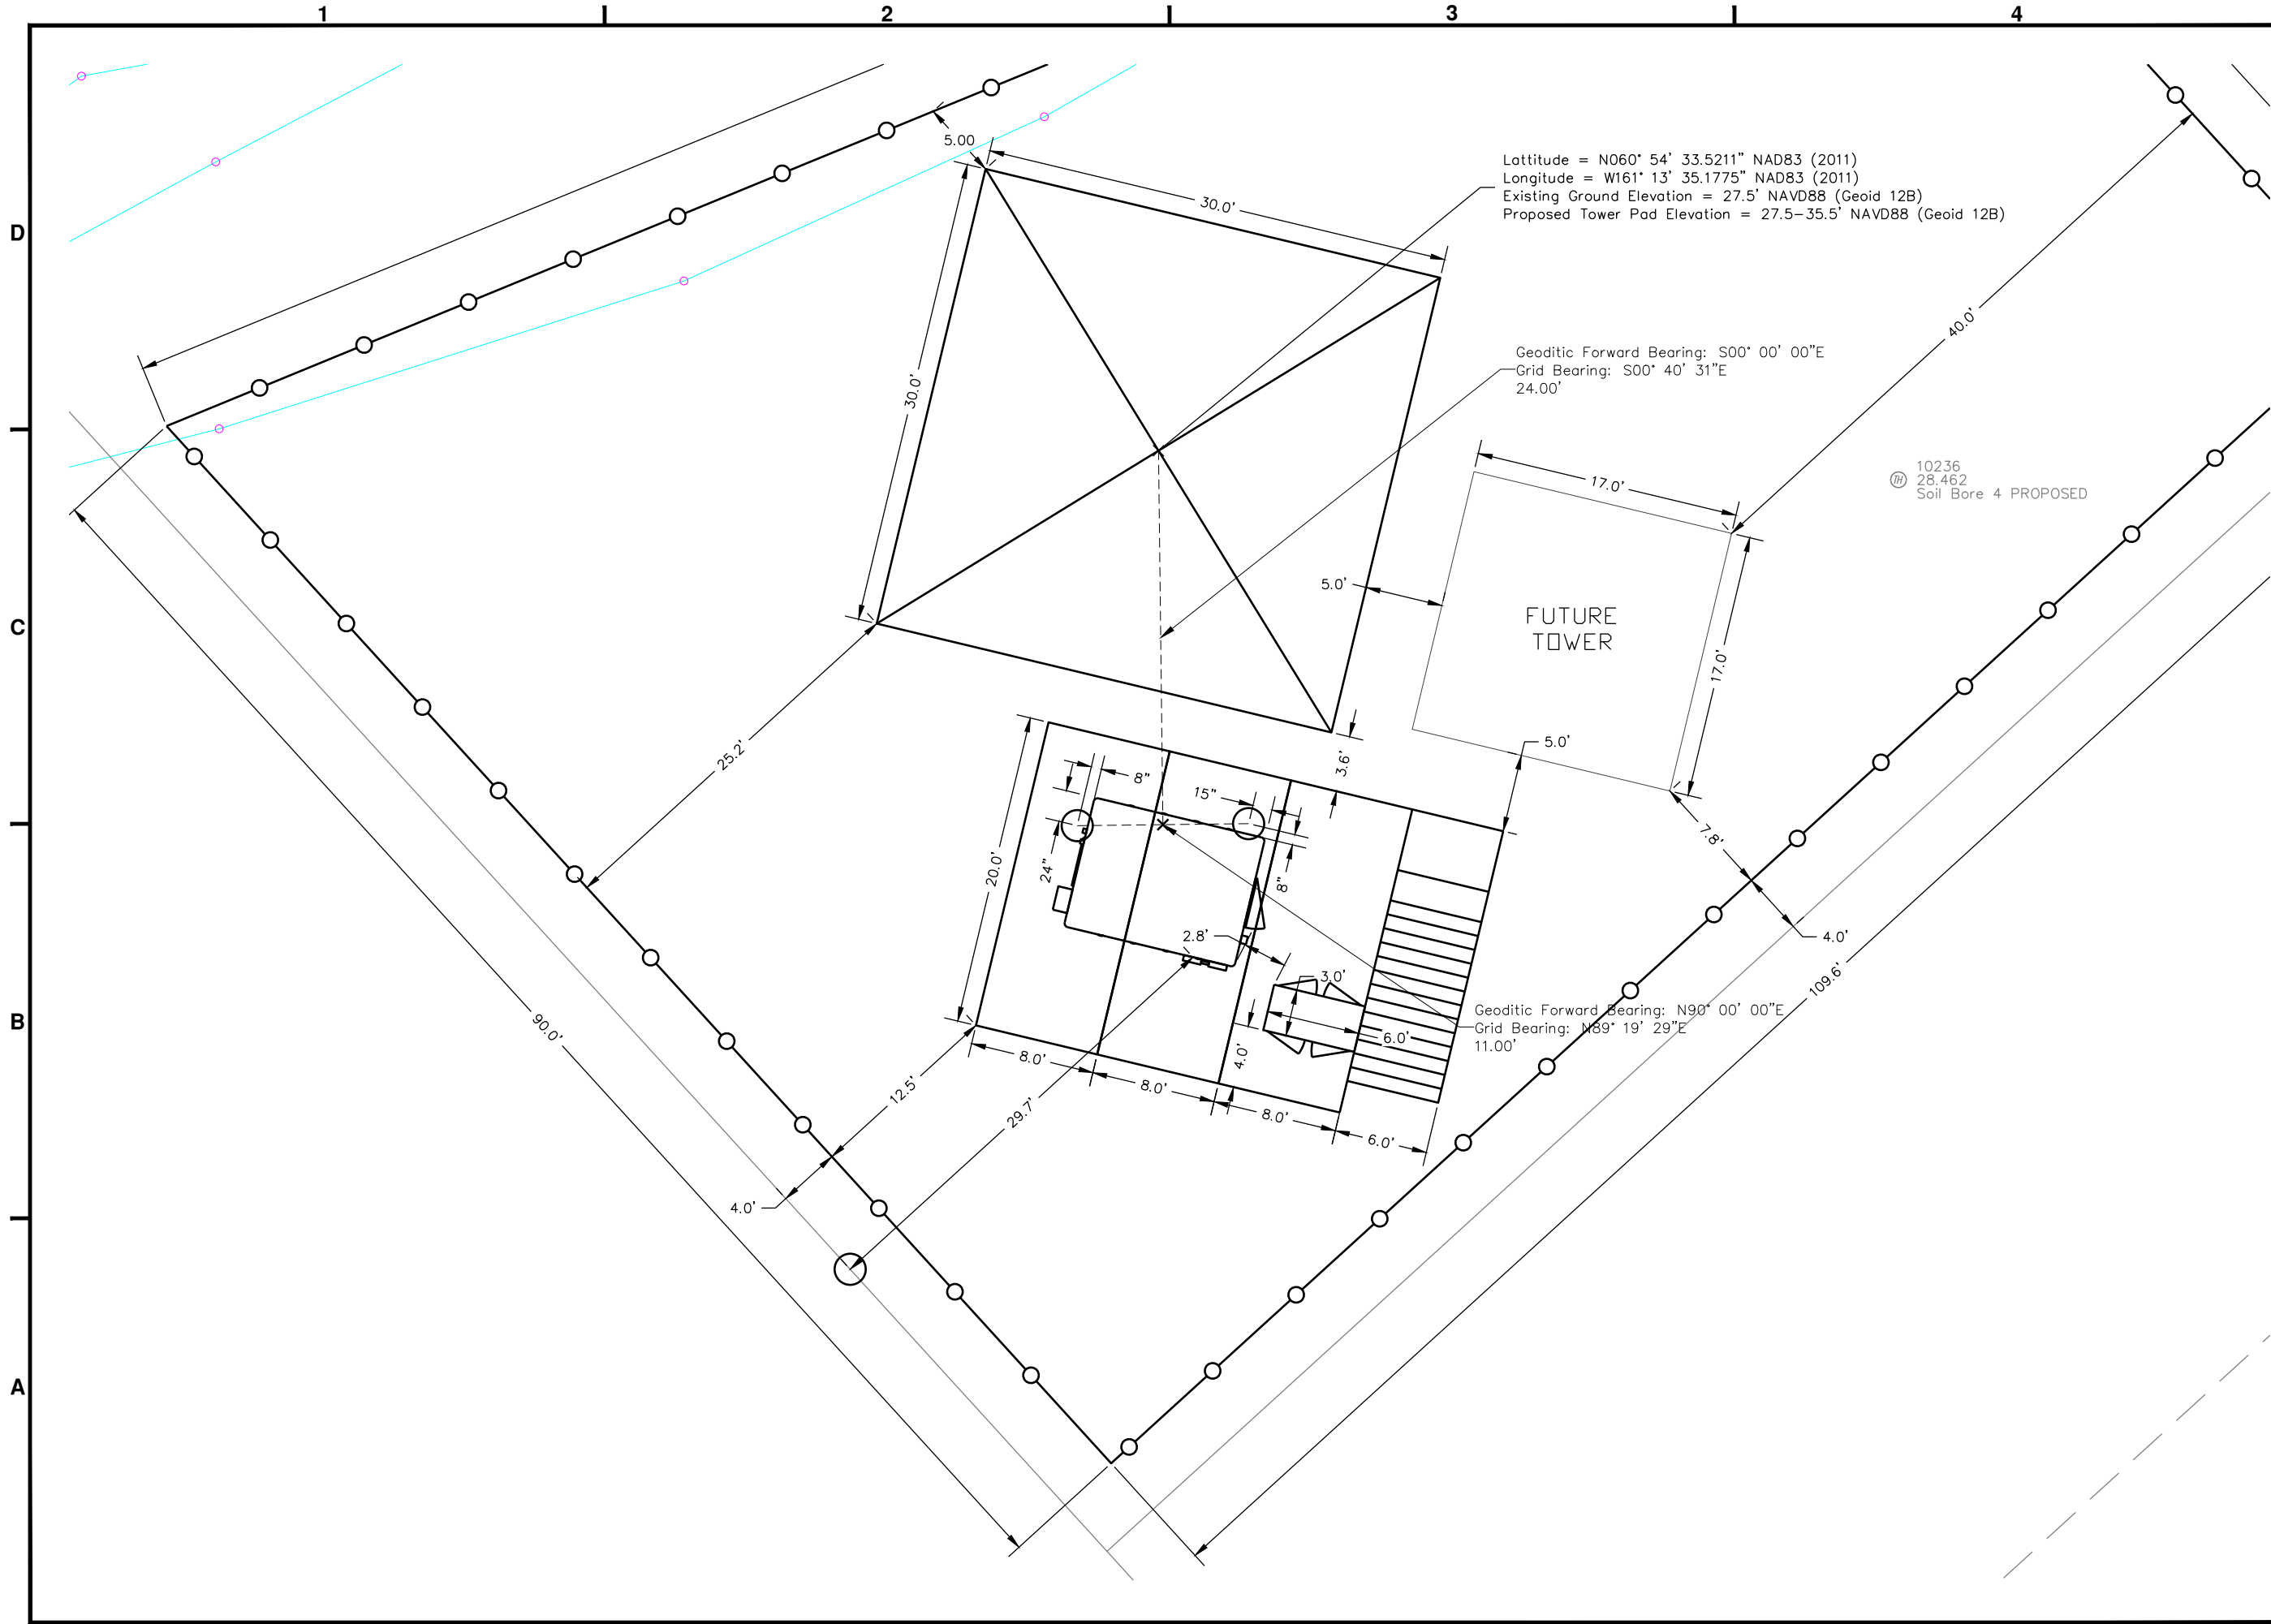 1
2
3
4
D
C
B
A
5.00
30.0'
30.0'
Lattitude = N060° 54' 33.5211" NAD83 (2011)
Longitude = W161° 13' 35.1775" NAD83 (2011)
Existing Ground Elevation = 27.5' NAVD88 (Geoid 12B)
Proposed Tower Pad Elevation = 27.5-35.5' NAVD88 (Geoid 12B)
40.0'
Geoditic Forward Bearing: S00° 00' 00"E
Grid Bearing: S00° 40' 31"E
24.00'
17.0'
10236
TH 28.462
Soil Bore 4 PROPOSED
5.0'
FUTURE
TOWER
17.0'
25.2'
5.0'
3.6'
8"
15"
20.0'
24"
8"
7.8'
4.0'
2.8'
3.0'
6.0'
109.6'
Geoditic Forward Bearing: N90° 00' 00"E
Grid Bearing: N89° 19' 29"E
11.00'
90.0'
4.0'
8.0'
8.0'
8.0'
6.0'
12.5'
29.7'
4.0'